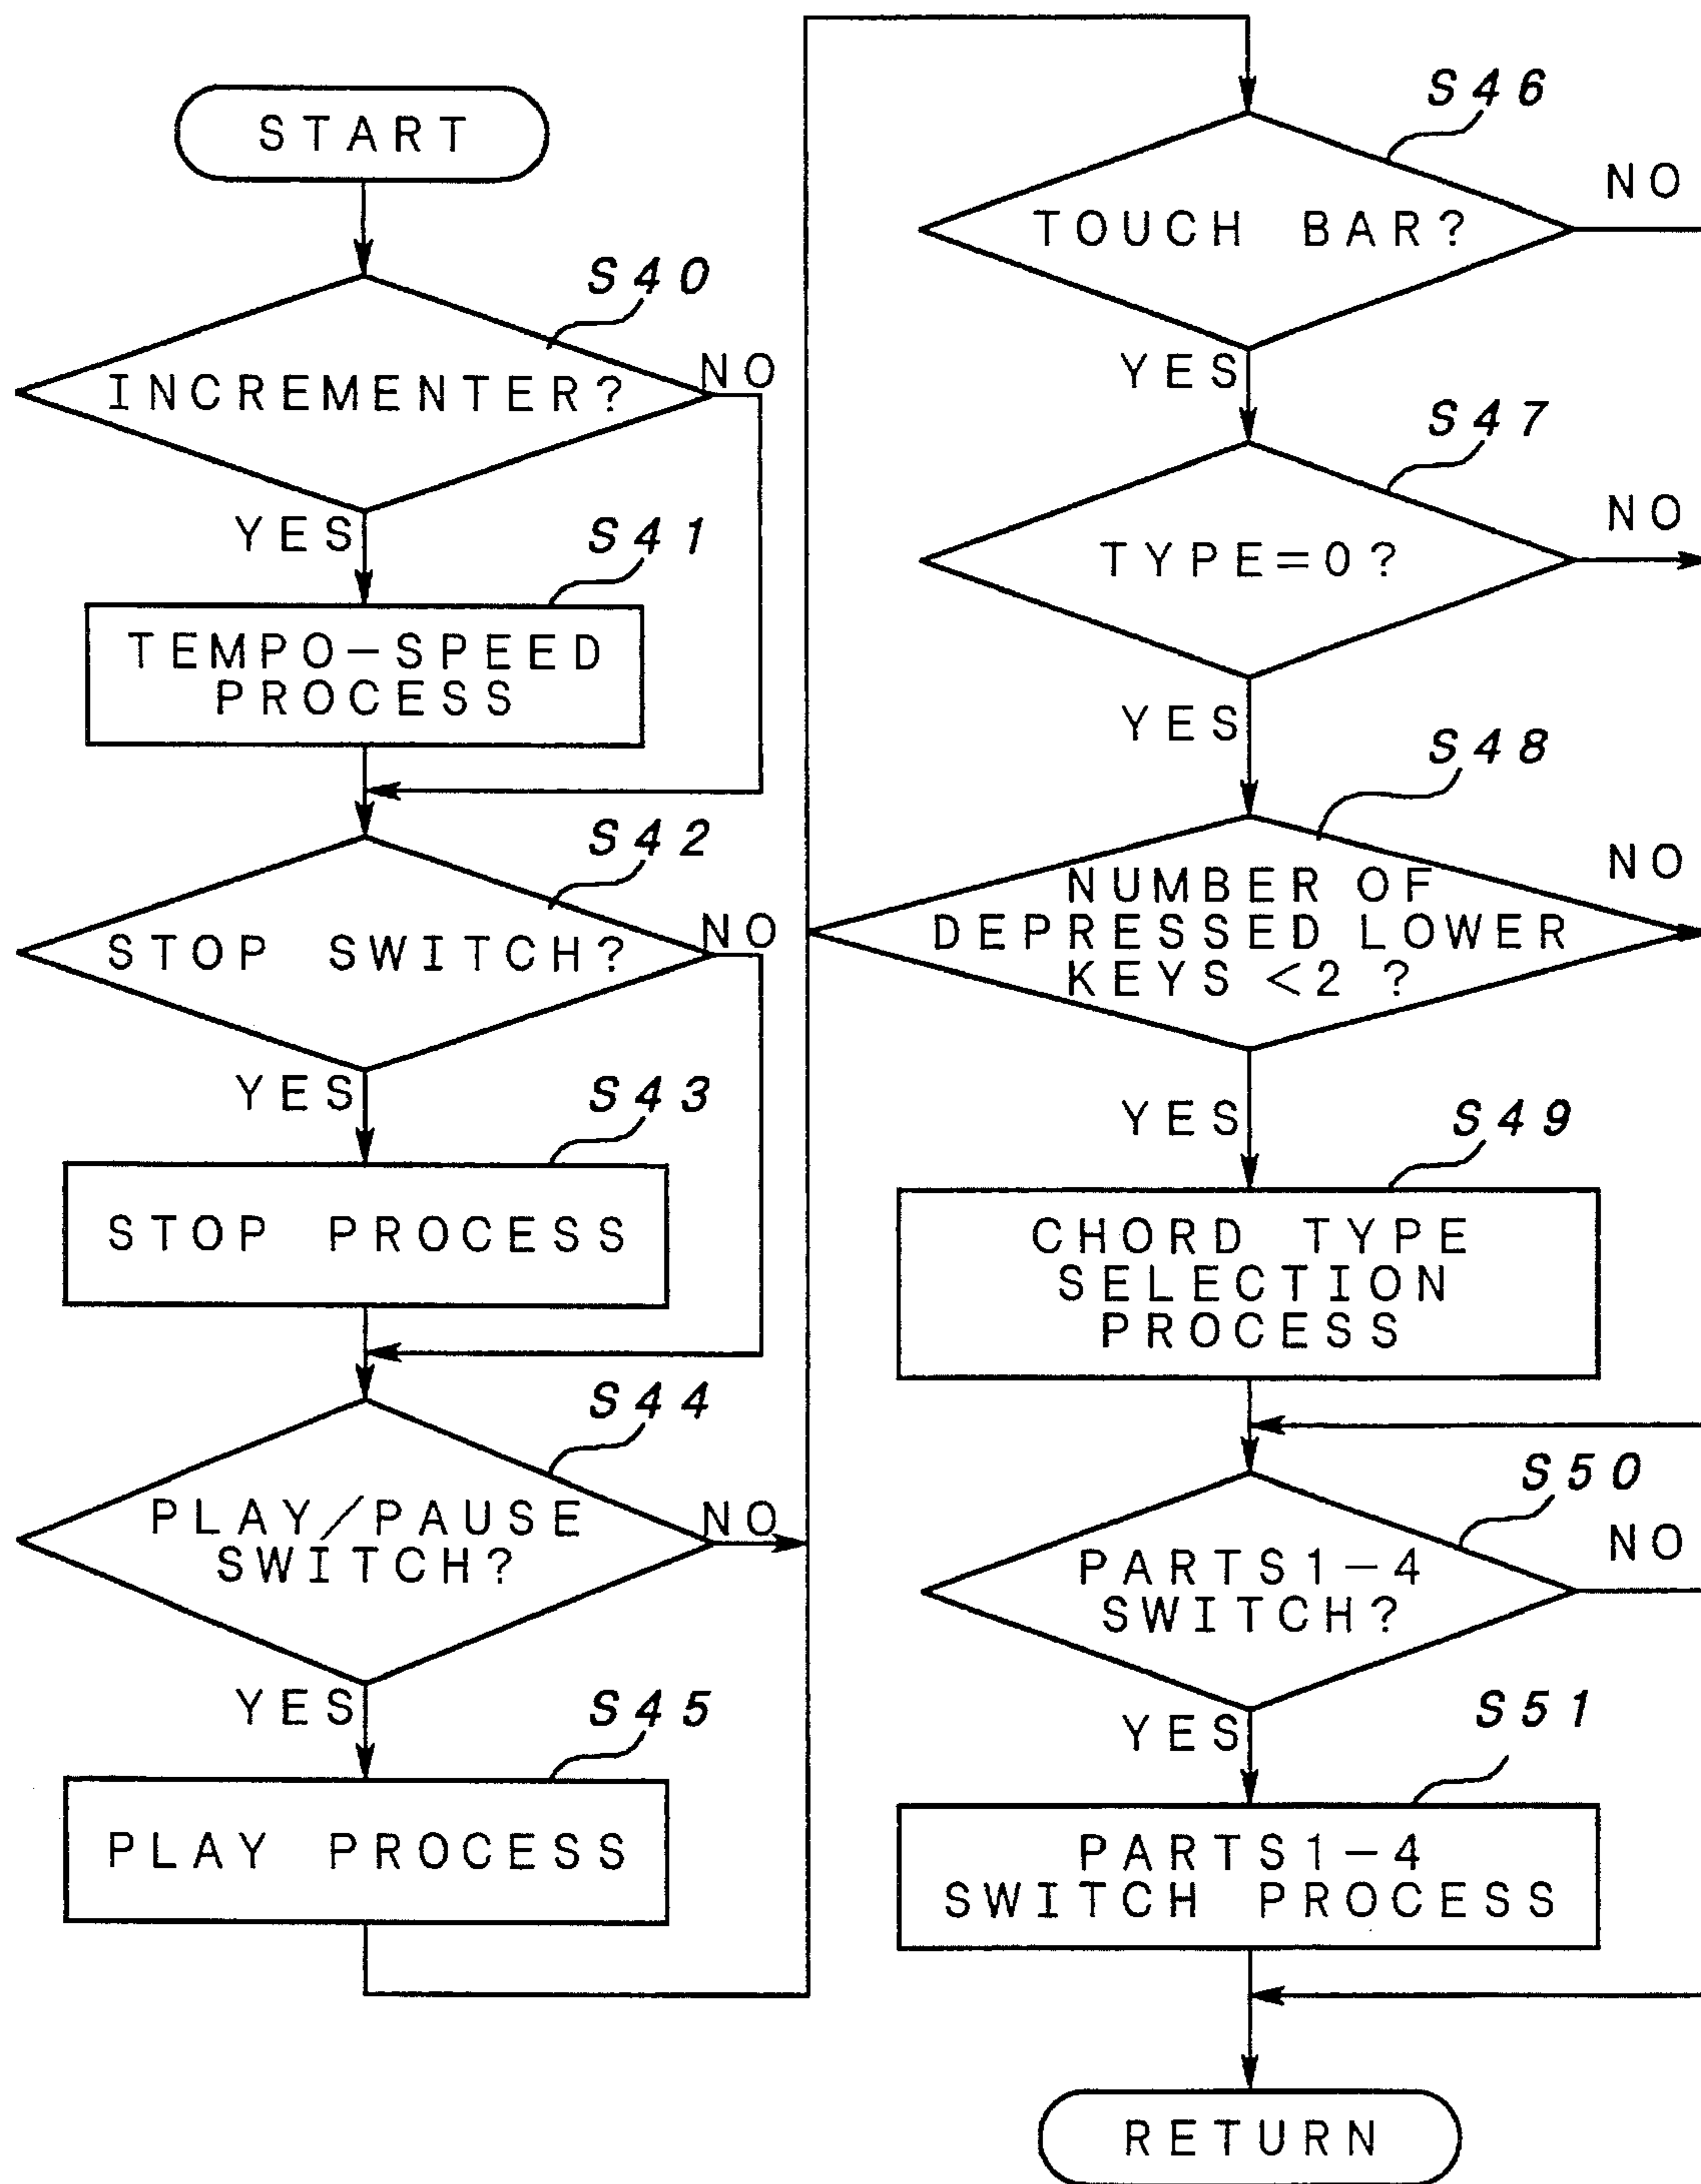 START
S40
INCREMENTER?
NO
YES
S41
TEMPO-SPEED
PROCESS
S42
STOP SWITCH?
NO
YES
S43
STOP PROCESS
S44
PLAY/PAUSE
SWITCH?
NO
YES
S45
PLAY PROCESS
S46
TOUCH BAR?
NO
YES
S47
TYPE=0?
NO
YES
S48
NUMBER OF
DEPRESSED LOWER
KEYS <2 ?
NO
YES
S49
CHORD TYPE
SELECTION
PROCESS
S50
PARTS1-4
SWITCH?
NO
YES
S51
PARTS1-4
SWITCH PROCESS
RETURN